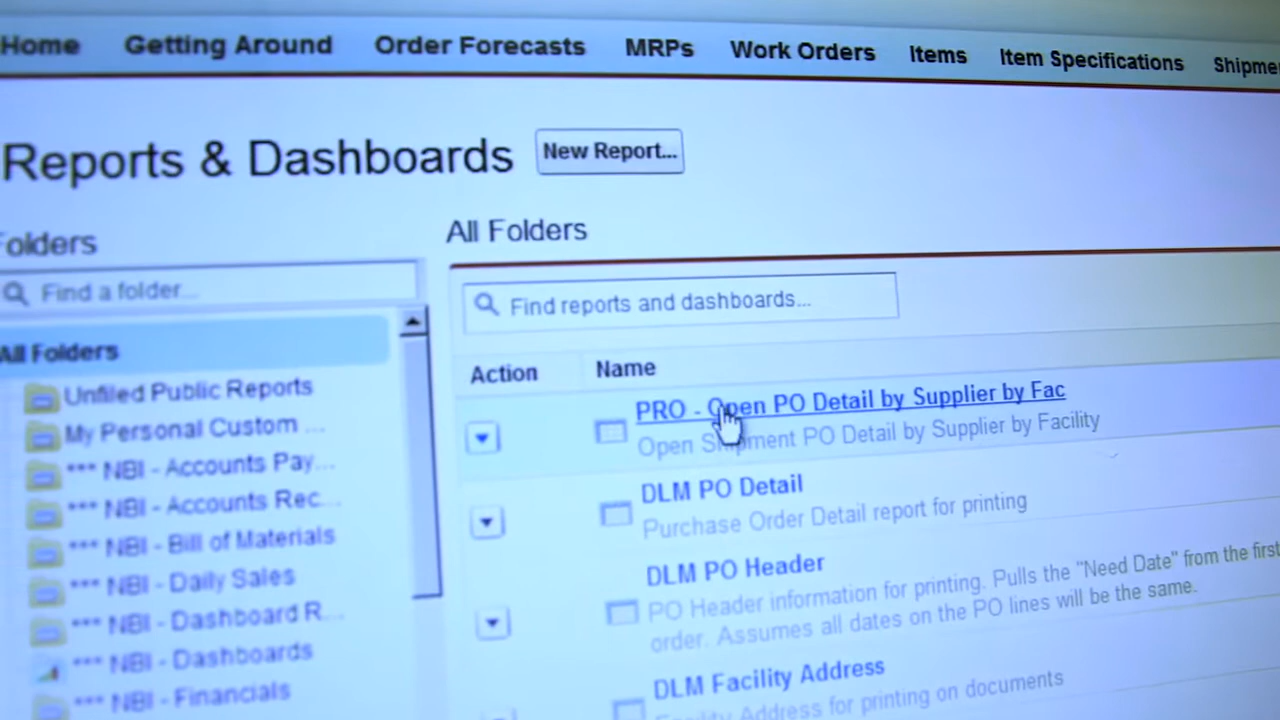 Home Getting Around Order Forecasts MRPs Work Orders Items Item Specifications Shipme
Reports & Dashboards New Report...
Folders
Find a folder...
All Folders
Unfiled Public Reports
My Personal Custom ...
*** NBI - Accounts Pay...
*** NBI - Accounts Rec...
*** NBI - Bill of Materials
*** NBI - Daily Sales
*** NBI - Dashboard R...
*** NBI - Dashboards
*** NBI - Financials
All Folders
Find reports and dashboards...
Action Name
PRO - Open PO Detail by Supplier by Fac
Open Shipment PO Detail by Supplier by Facility
DLM PO Detail
Purchase Order Detail report for printing
DLM PO Header
PO Header information for printing. Pulls the "Need Date" from the first
order. Assumes all dates on the PO lines will be the same.
DLM Facility Address
Facility Address for printing on documents